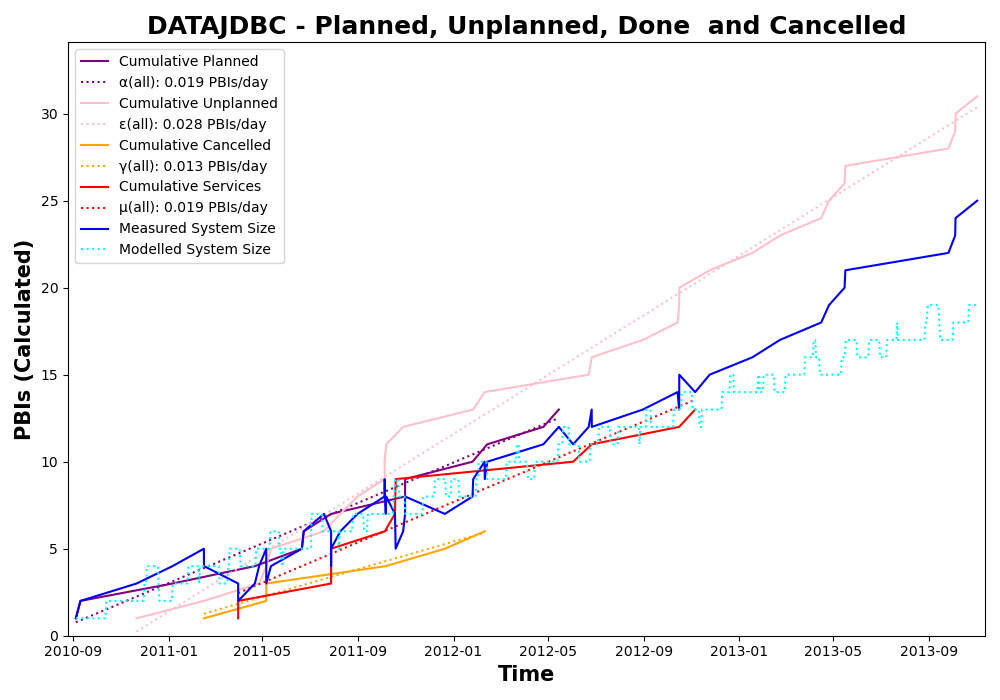 DATAJDBC - Planned, Unplanned, Done  and Cancelled
Cumulative Planned
α(all): 0.019 PBIs/day
Cumulative Unplanned
ε(all): 0.028 PBIs/day
Cumulative Cancelled
γ(all): 0.013 PBIs/day
Cumulative Services
μ(all): 0.019 PBIs/day
Measured System Size
Modelled System Size
PBIs (Calculated)
30
25
20
15
10
5
0
2010-09 2011-01 2011-05 2011-09 2012-01 2012-05 2012-09 2013-01 2013-05 2013-09
Time